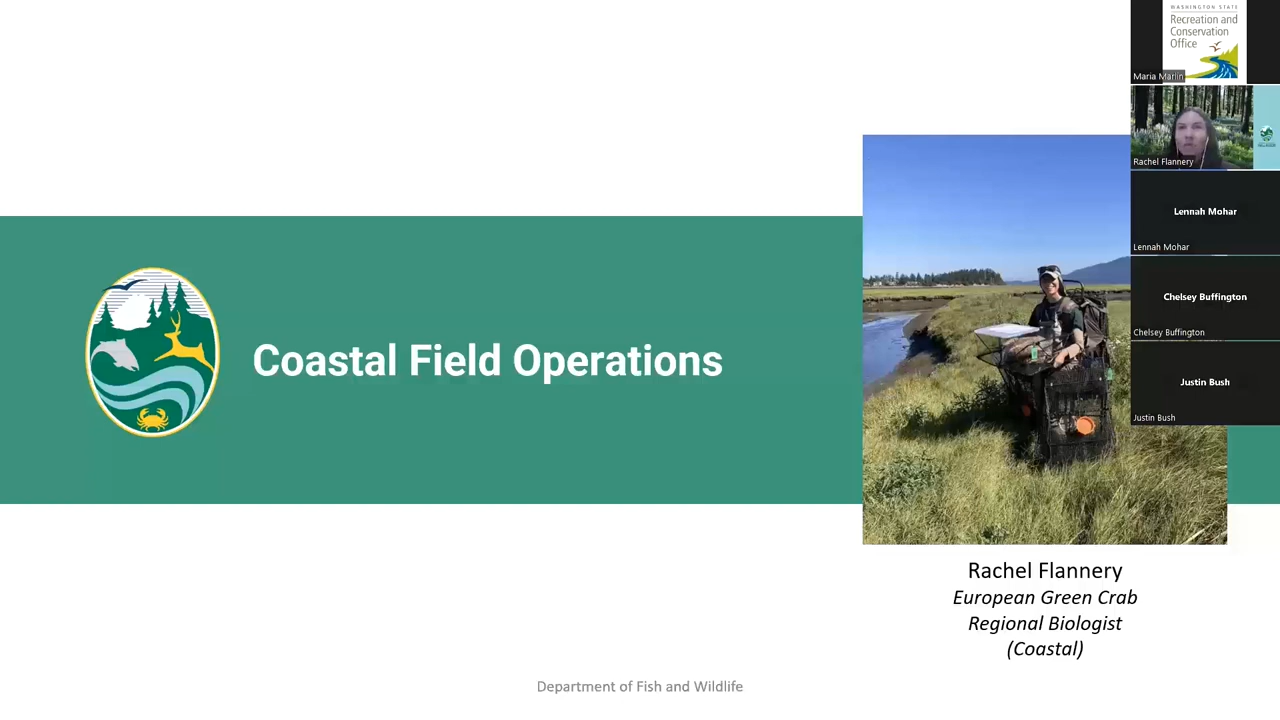 Coastal Field Operations
Rachel Flannery
European Green Crab
Regional Biologist
(Coastal)
Department of Fish and Wildlife
WASHINGTON STATE
Recreation and
Conservation
Office
Maria Marlin
Rachel Flannery
Lennah Mohar
Lennah Mohar
Chelsey Buffington
Chelsey Buffington
Justin Bush
Justin Bush